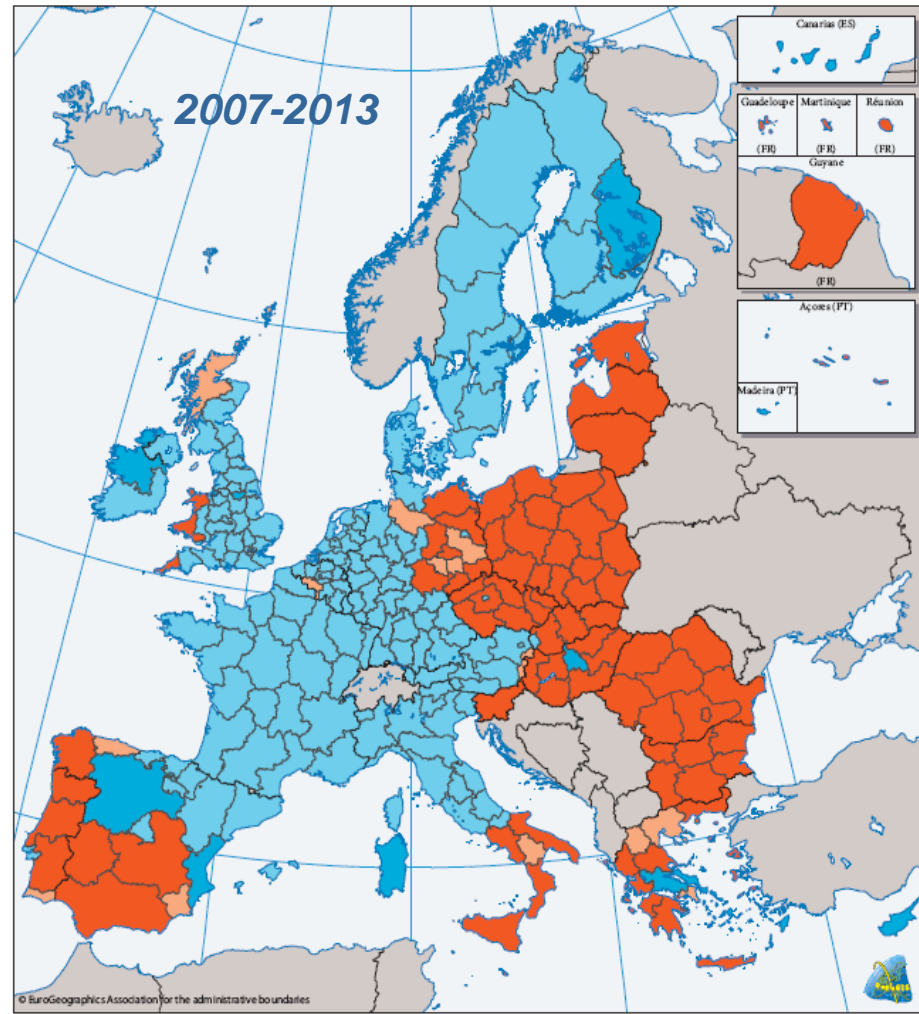 2007-2013
Canarias (ES)
Guadeloupe
Martinique
Réunion
(FR)
(FR)
(FR)
Guyane
(FR)
Açores (PT)
Madeira (PT)
© EuroGeographics Association for the administrative boundaries